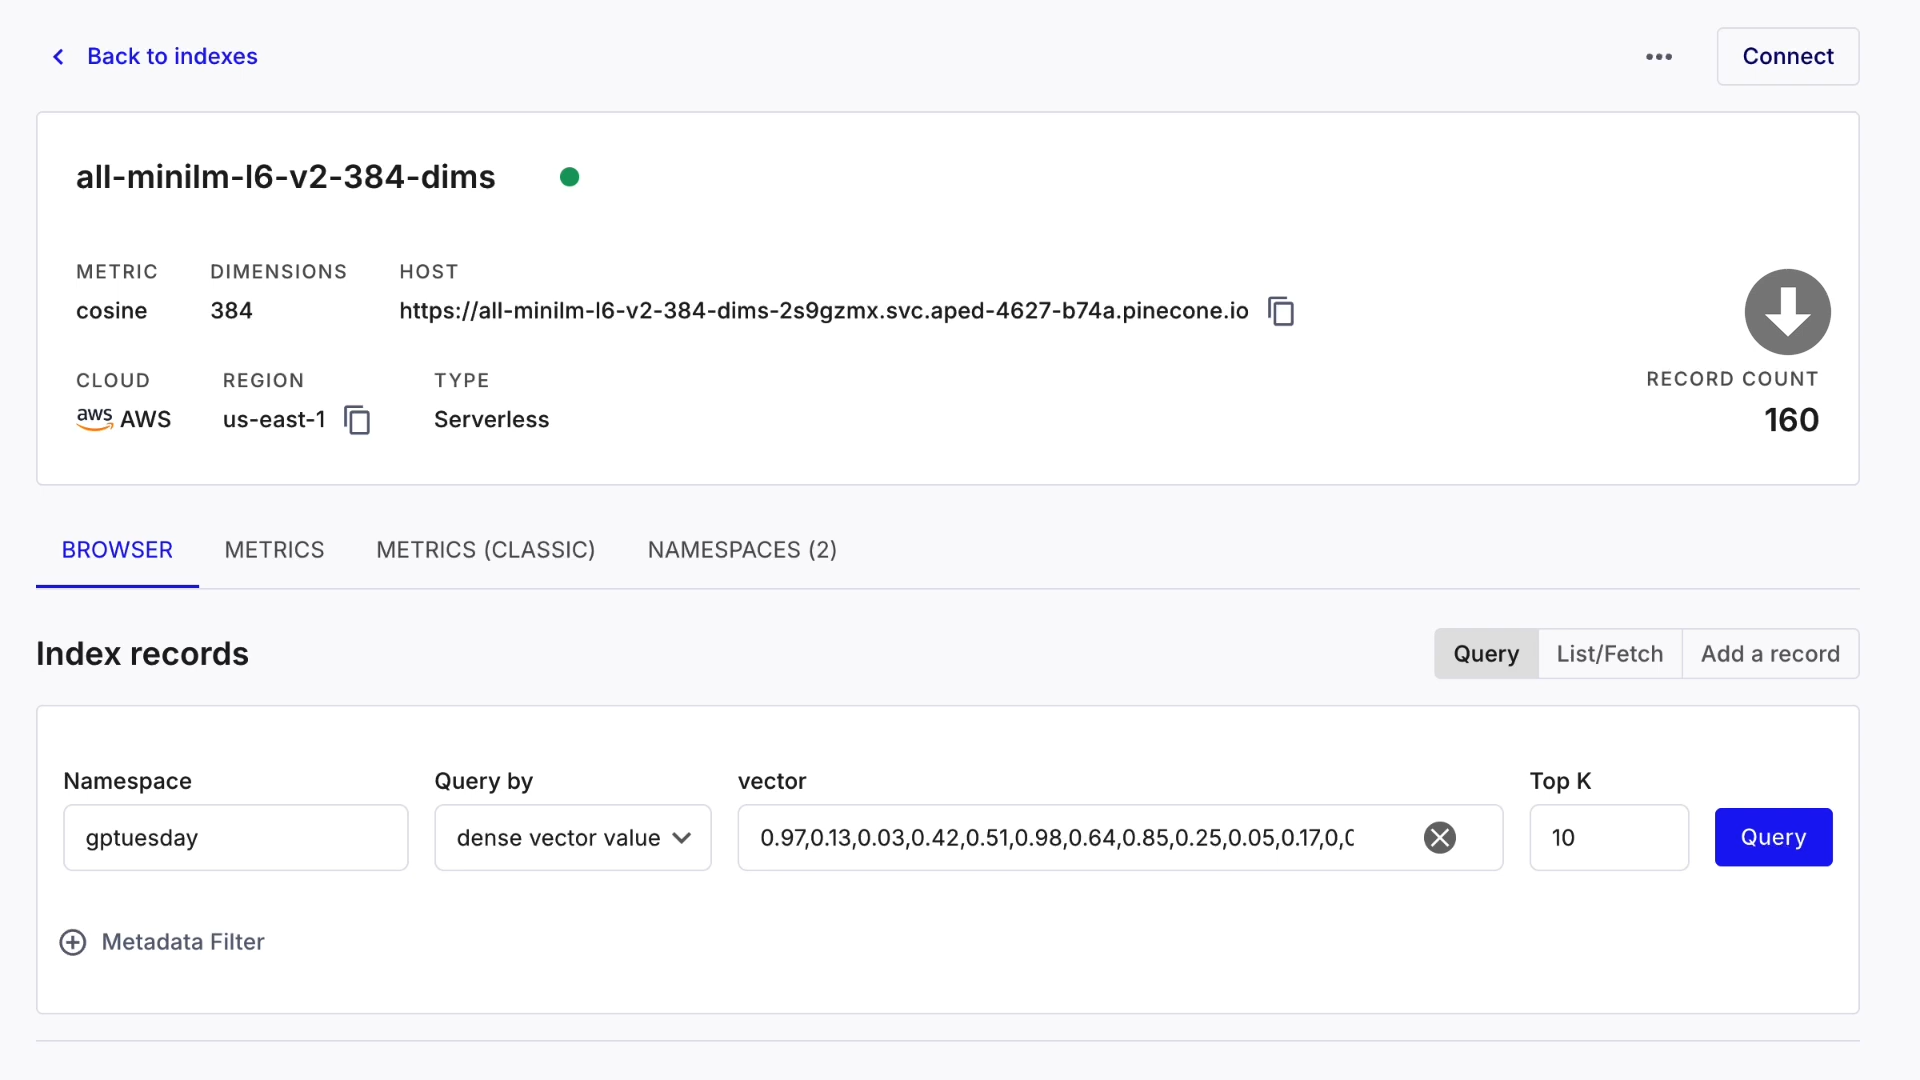 Back to indexes
Connect
all-minilm-l6-v2-384-dims
METRIC DIMENSIONS HOST
cosine 384 https://all-minilm-l6-v2-384-dims-2s9gzmx.svc.aped-4627-b74a.pinecone.io
CLOUD REGION TYPE RECORD COUNT
aws AWS us-east-1 Serverless 160
BROWSER METRICS METRICS (CLASSIC) NAMESPACES (2)
Index records Query List/Fetch Add a record
Namespace Query by vector Top K
gptuesday dense vector value 0.97,0.13,0.03,0.42,0.51,0.98,0.64,0.85,0.25,0.05,0.17,0, 10 Query
Metadata Filter